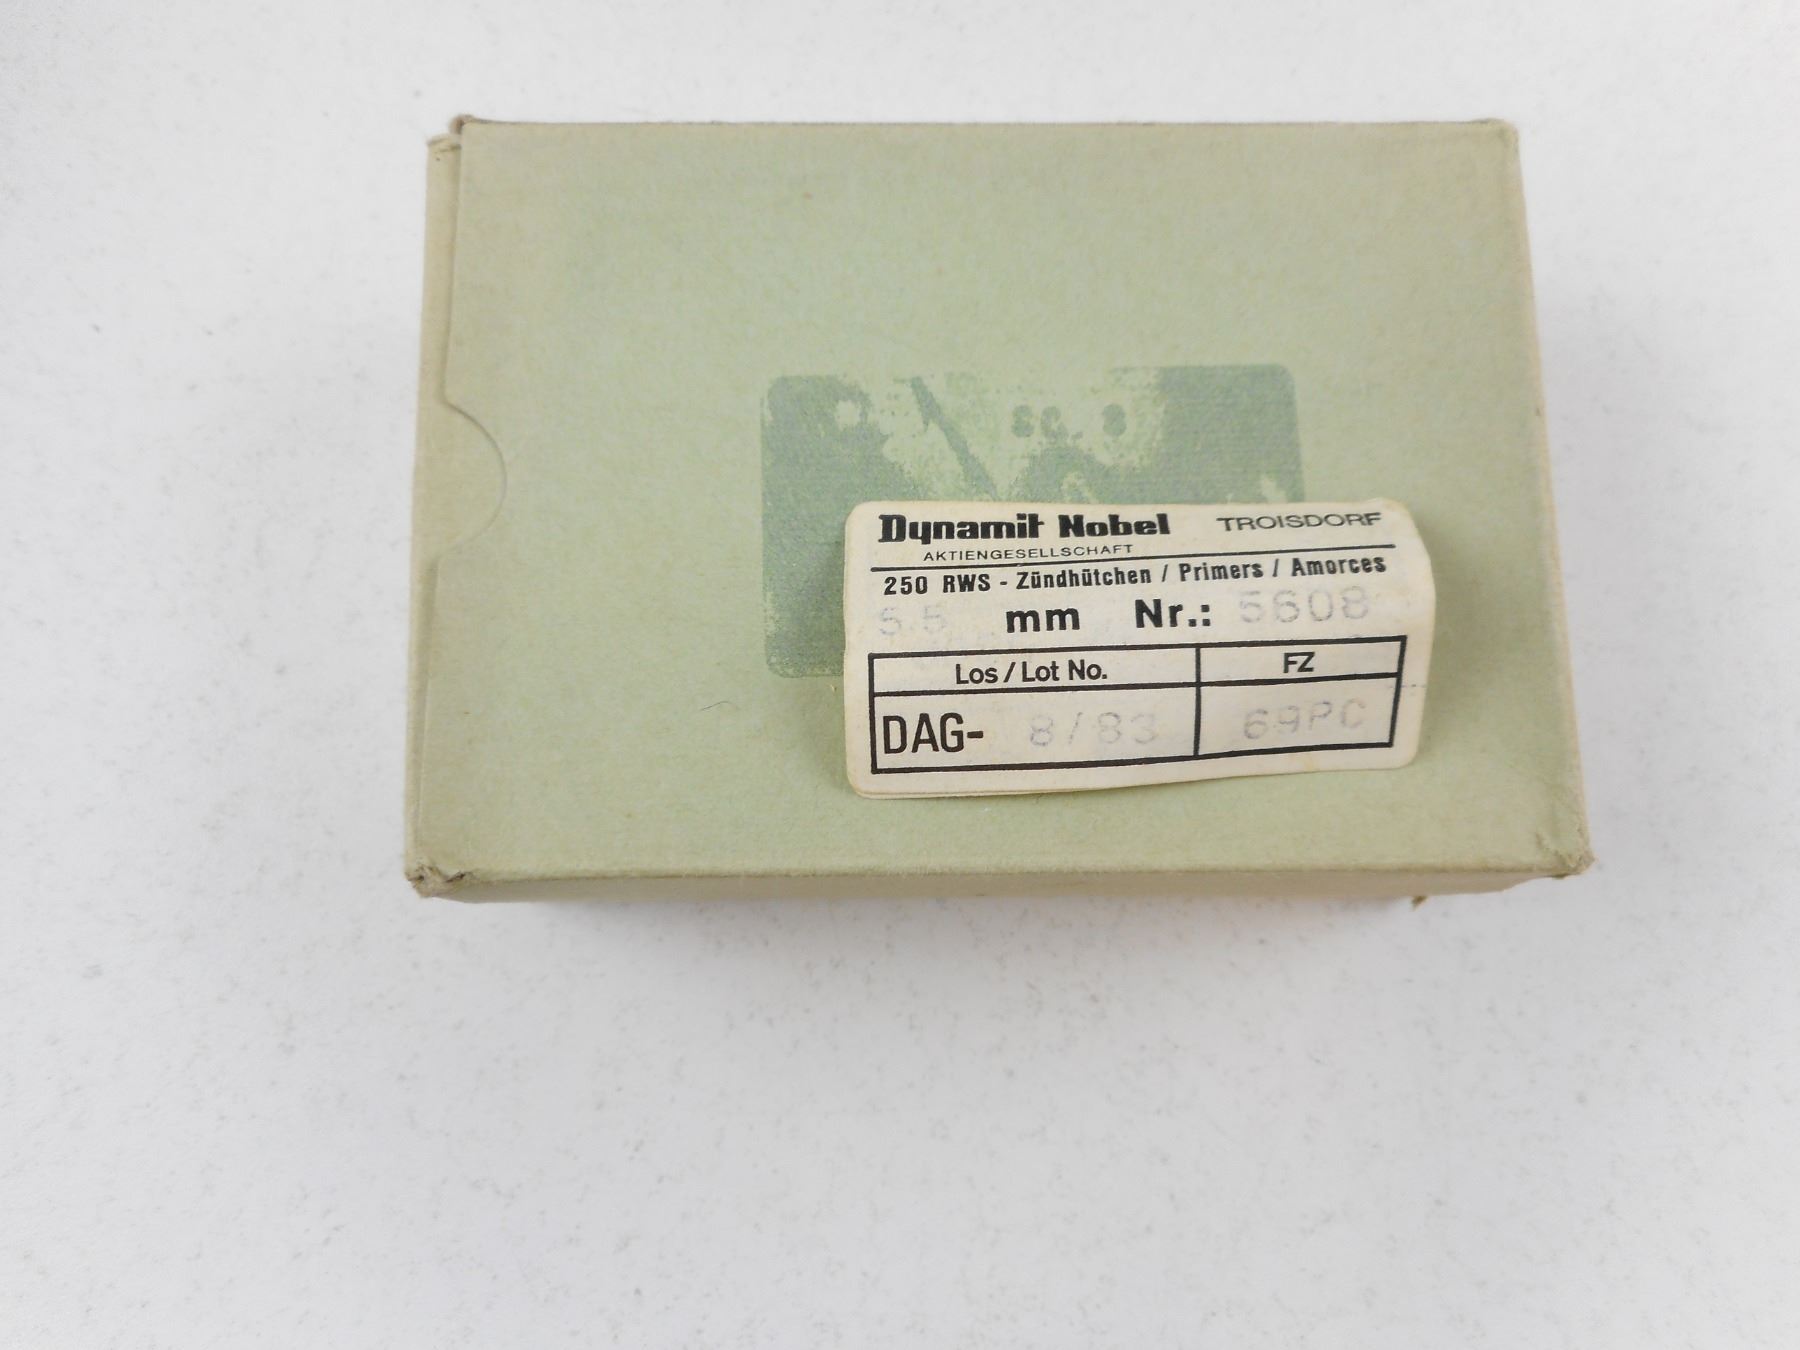 Dynamit Nobel TROISDORF
AKTIENGESELLSCHAFT
250 RWS - Zündhütchen / Primers / Amorces
5.5 mm Nr.: 5608
Los / Lot No. FZ
DAG- 8/83 69PC